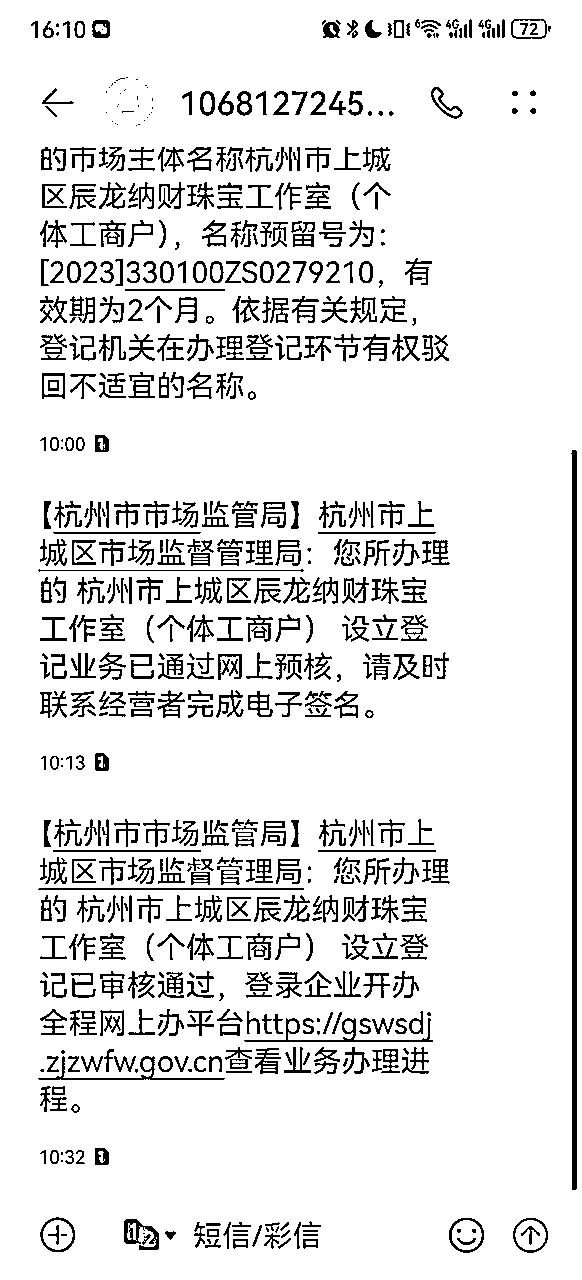 16:10
6 4G 4G 72
1068127245...
的市场主体名称杭州市上城
区辰龙纳财珠宝工作室（个
体工商户），名称预留号为：
[2023]330100ZS0279210，有
效期为2个月。依据有关规定，
登记机关在办理登记环节有权驳
回不适宜的名称。
10:00 1
【杭州市市场监管局】杭州市上
城区市场监督管理局：您所办理
的 杭州市上城区辰龙纳财珠宝
工作室（个体工商户） 设立登
记业务已通过网上预核，请及时
联系经营者完成电子签名。
10:13 1
【杭州市市场监管局】杭州市上
城区市场监督管理局：您所办理
的 杭州市上城区辰龙纳财珠宝
工作室（个体工商户） 设立登
记已审核通过，登录企业开办
全程网上办平台https://gswsdj
.zjzwfw.gov.cn查看业务办理进
程。
10:32 1
1 2 短信/彩信